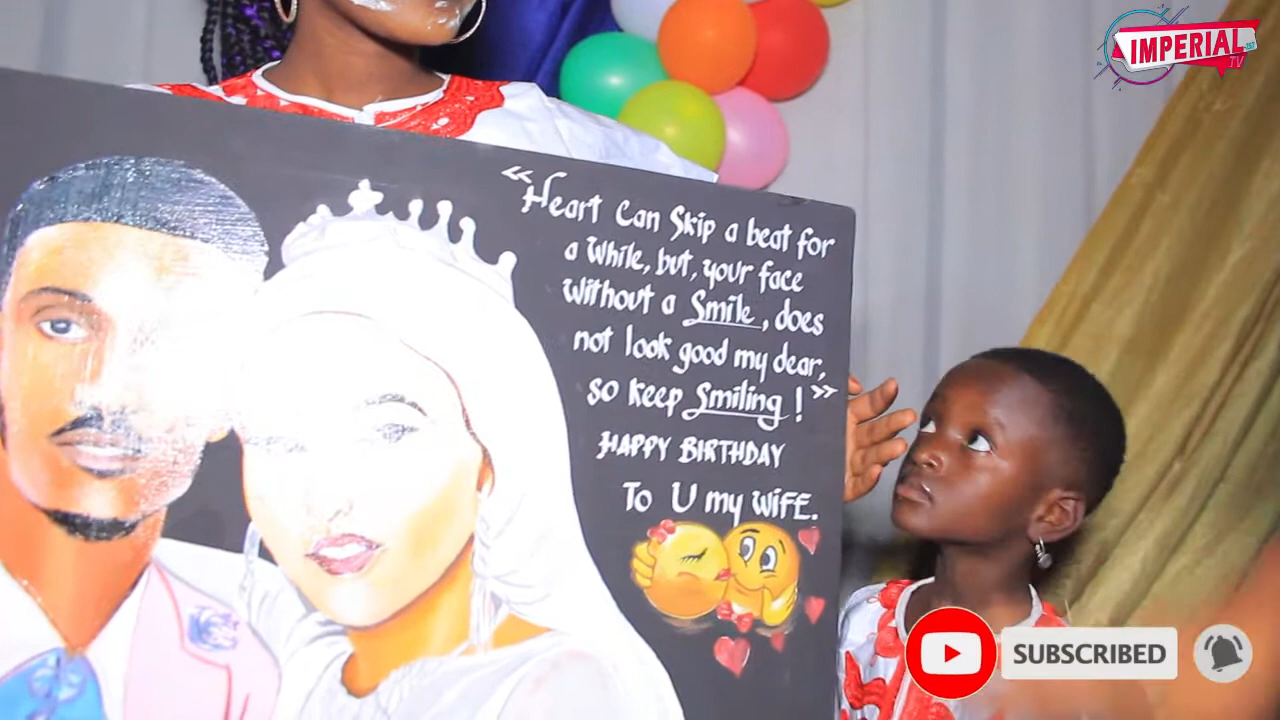 IMPERIAL
TV
“Heart Can Skip a beat for
a While, but, your face
Without a Smile, does
not look good my dear,
so keep Smiling!”
HAPPY BIRTHDAY
To U my WiFE.
SUBSCRIBED